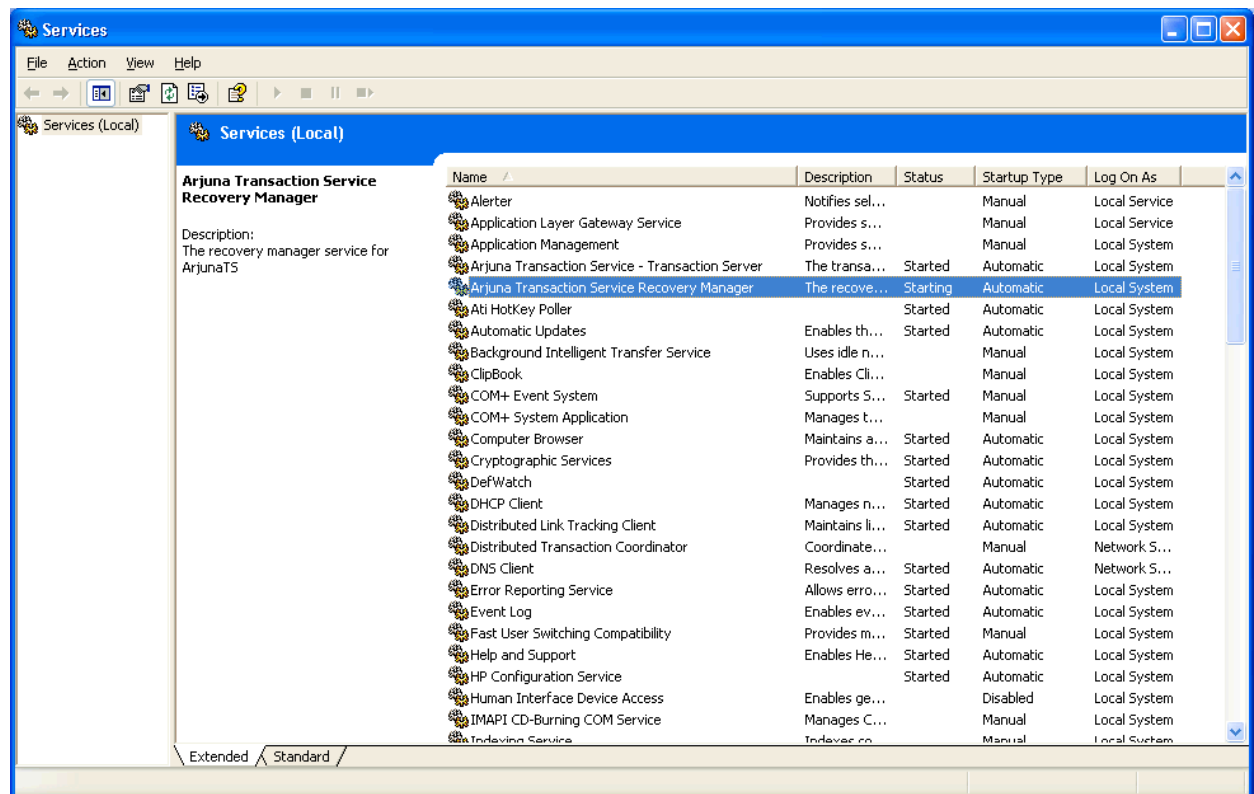 Services
File Action View Help
Services (Local)
Services (Local)
Arjuna Transaction Service
Recovery Manager
Description:
The recovery manager service for
ArjunaTS
Name Description Status Startup Type Log On As
Alerter Notifies sel... Manual Local Service
Application Layer Gateway Service Provides s... Manual Local Service
Application Management Provides s... Manual Local System
Arjuna Transaction Service - Transaction Server The transa... Started Automatic Local System
Arjuna Transaction Service Recovery Manager The recove... Starting Automatic Local System
Ati HotKey Poller Started Automatic Local System
Automatic Updates Enables th... Started Automatic Local System
Background Intelligent Transfer Service Uses idle n... Manual Local System
ClipBook Enables Cli... Manual Local System
COM+ Event System Supports S... Started Manual Local System
COM+ System Application Manages t... Manual Local System
Computer Browser Maintains a... Started Automatic Local System
Cryptographic Services Provides th... Started Automatic Local System
DefWatch Started Automatic Local System
DHCP Client Manages n... Started Automatic Local System
Distributed Link Tracking Client Maintains li... Started Automatic Local System
Distributed Transaction Coordinator Coordinate... Manual Network S...
DNS Client Resolves a... Started Automatic Network S...
Error Reporting Service Allows erro... Started Automatic Local System
Event Log Enables ev... Started Automatic Local System
Fast User Switching Compatibility Provides m... Started Manual Local System
Help and Support Enables He... Started Automatic Local System
HP Configuration Service Started Automatic Local System
Human Interface Device Access Enables ge... Disabled Local System
IMAPI CD-Burning COM Service Manages C... Manual Local System
Indexing Service Indexes co... Manual Local System
Extended Standard